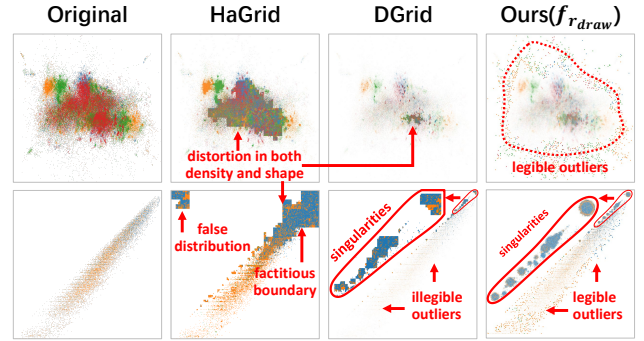 Original HaGrid DGrid Ours(f_{r_{draw}})
distortion in both
density and shape
legible outliers
false
distribution
factitious
boundary
singularities
illegible
outliers
singularities
legible
outliers